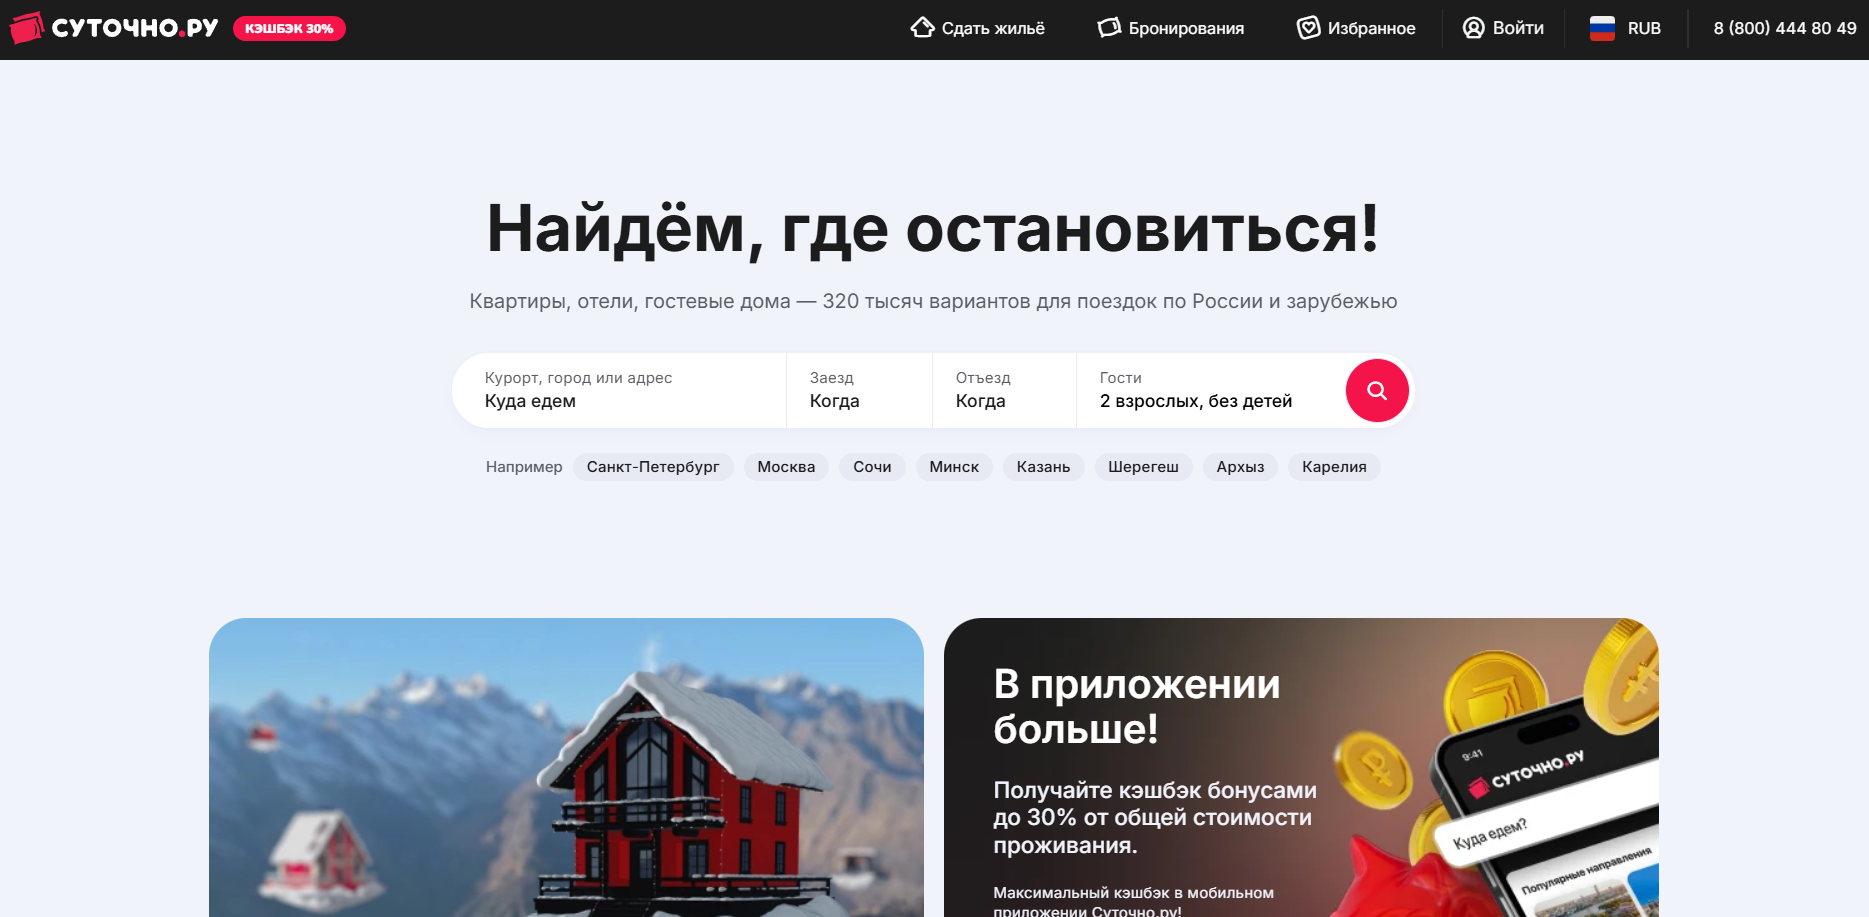 СУТОЧНО.РУ КЭШБЭК 30% Сдать жильё Бронирования Избранное Войти RUB 8 (800) 444 80 49
Найдём, где остановиться!
Квартиры, отели, гостевые дома — 320 тысяч вариантов для поездок по России и зарубежью
Курорт, город или адрес Заезд Отъезд Гости
Куда едем Когда Когда 2 взрослых, без детей
Например Санкт-Петербург Москва Сочи Минск Казань Шерегеш Архыз Карелия
В приложении
больше!
Получайте кэшбэк бонусами
до 30% от общей стоимости
проживания.
Максимальный кэшбэк в мобильном
приложении Суточно.ру!
9:41
СУТОЧНО.РУ
Куда едем?
Популярные направления